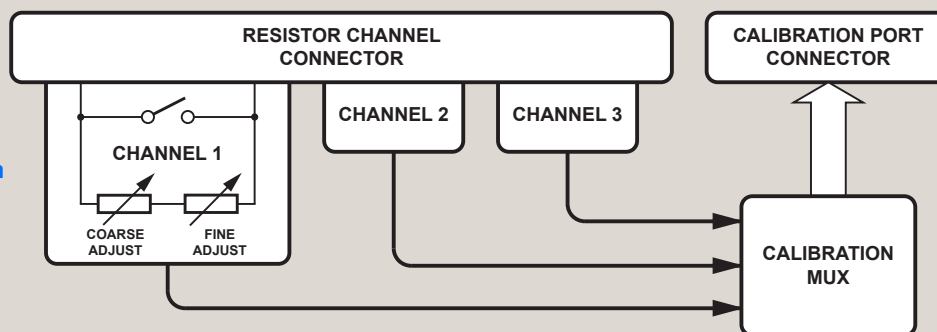 RESISTOR CHANNEL
CONNECTOR
CALIBRATION PORT
CONNECTOR
CHANNEL 1
CHANNEL 2
CHANNEL 3
COARSE
ADJUST
FINE
ADJUST
CALIBRATION
MUX